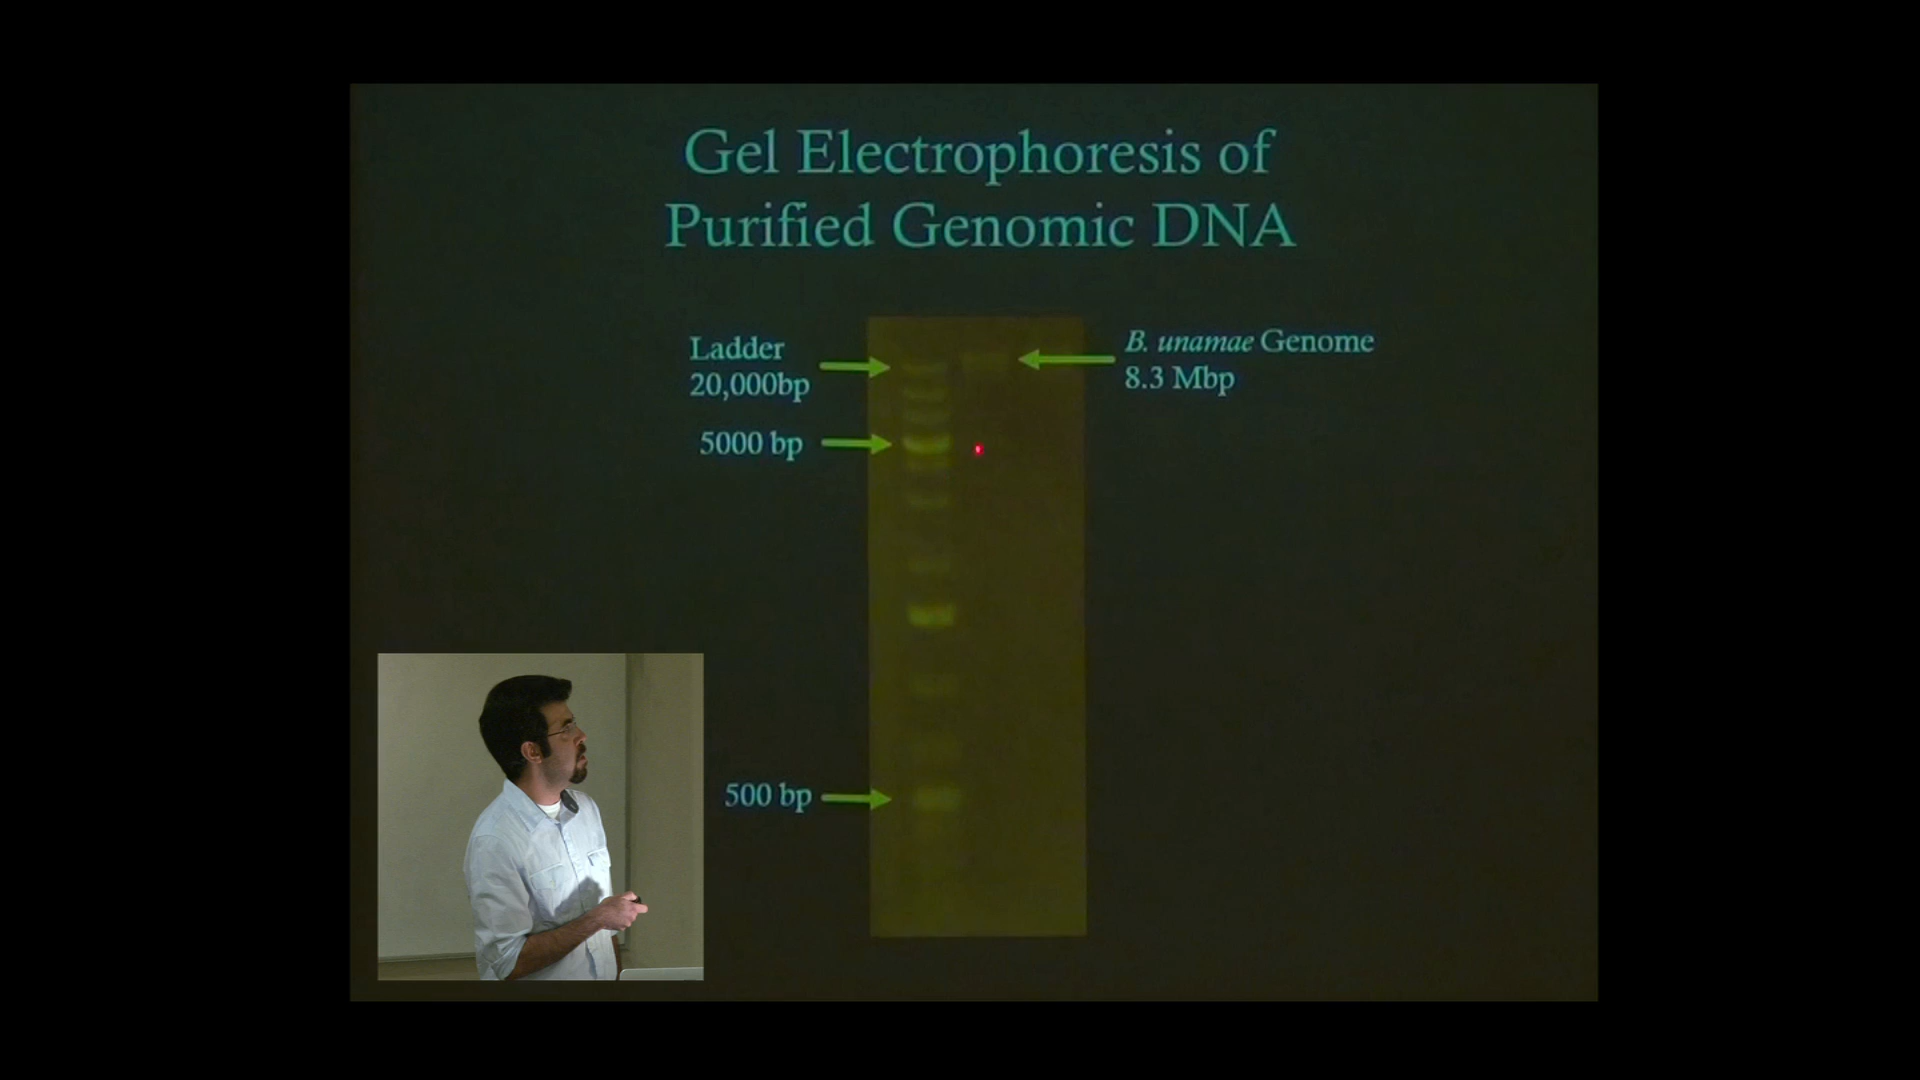 Gel Electrophoresis of
Purified Genomic DNA
Ladder
20,000bp
B. unamae Genome
8.3 Mbp
5000 bp
500 bp